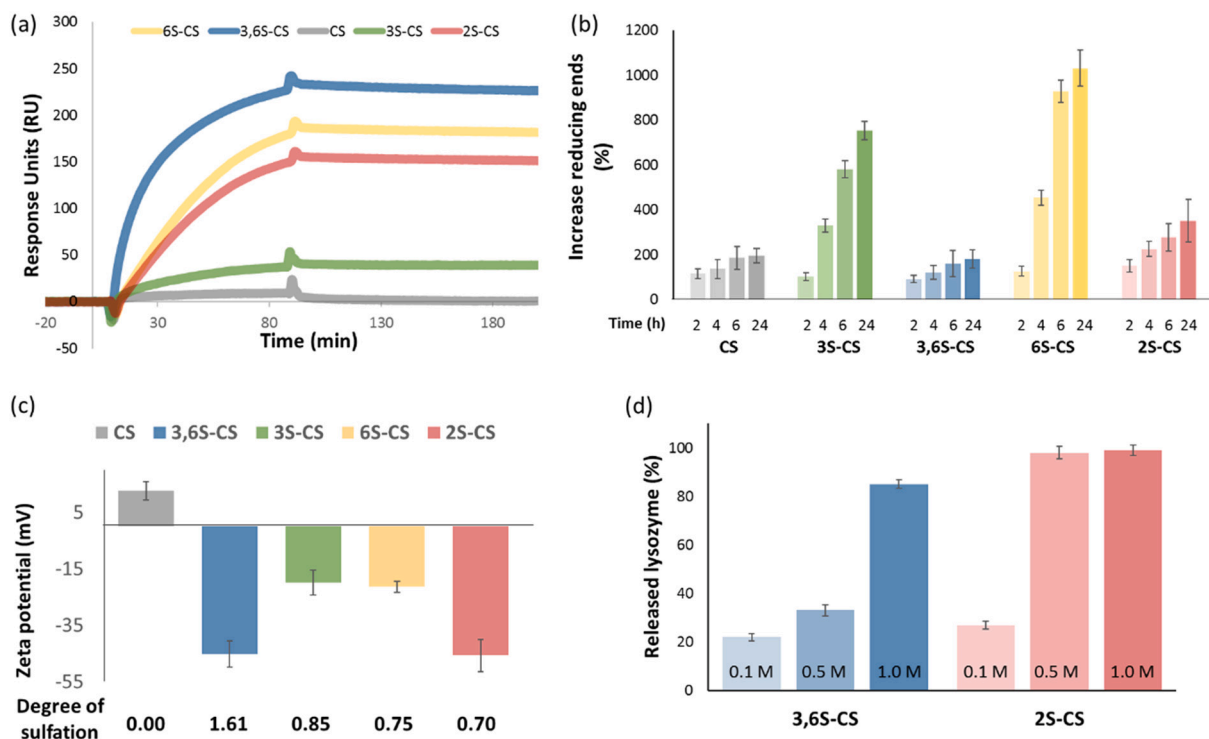 (a)
300
250
200
150
100
50
0
-50
Response Units (RU)
6S-CS 3,6S-CS CS 3S-CS 2S-CS
-20 30 80 130 180
Time (min)
(b)
1200
1000
800
600
400
200
0
Increase reducing ends
(%)
Time (h) 2 4 6 24 2 4 6 24 2 4 6 24 2 4 6 24 2 4 6 24
CS 3S-CS 3,6S-CS 6S-CS 2S-CS
(c)
CS 3,6S-CS 3S-CS 6S-CS 2S-CS
5
-15
-35
-55
Zeta potential (mV)
Degree of
sulfation
0.00 1.61 0.85 0.75 0.70
(d)
100
80
60
40
20
0
Released lysozyme (%)
0.1 M 0.5 M 1.0 M 0.1 M 0.5 M 1.0 M
3,6S-CS 2S-CS